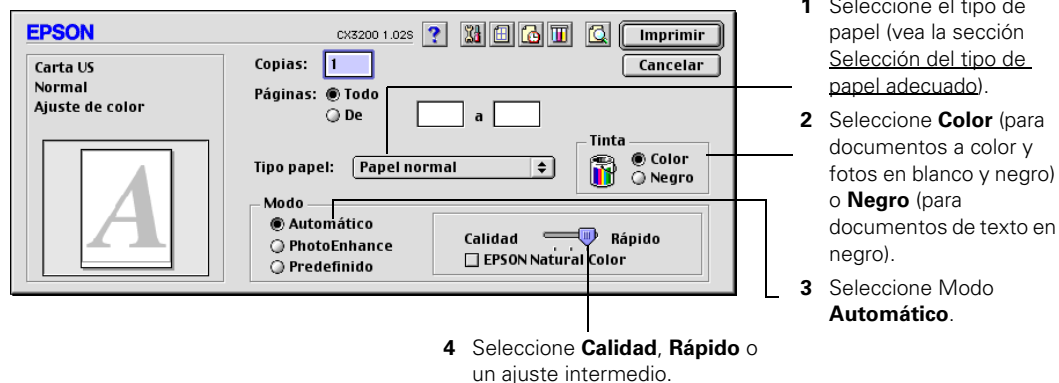 EPSON
CX3200 1.02S
?
Imprimir
Carta US
Normal
Ajuste de color
Copias: 1
Cancelar
Páginas: Todo
De
a
Tipo papel: Papel normal
Tinta
Color
Negro
A
Modo
Automático
PhotoEnhance
Predefinido
Calidad
Rápido
EPSON Natural Color
1 Seleccione el tipo de
papel (vea la sección
Selección del tipo de
papel adecuado).
2 Seleccione Color (para
documentos a color y
fotos en blanco y negro)
o Negro (para
documentos de texto en
negro).
3 Seleccione Modo
Automático.
4 Seleccione Calidad, Rápido o
un ajuste intermedio.